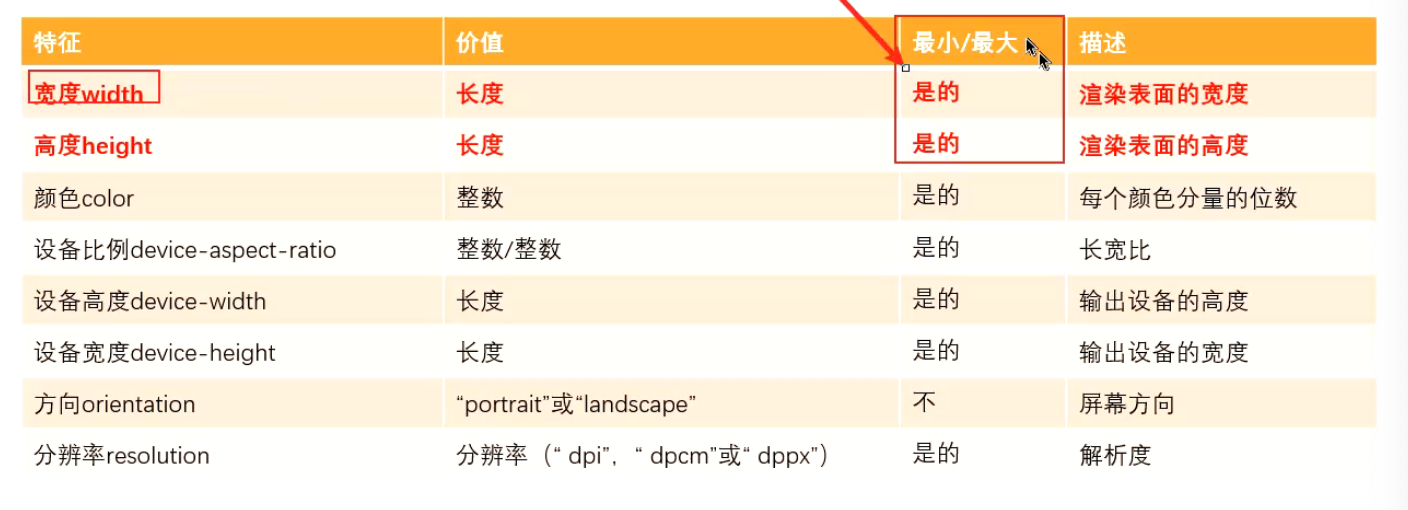 特征 价值 最小/最大 描述
宽度width 长度 是的 渲染表面的宽度
高度height 长度 是的 渲染表面的高度
颜色color 整数 是的 每个颜色分量的位数
设备比例device-aspect-ratio 整数/整数 是的 长宽比
设备高度device-width 长度 是的 输出设备的高度
设备宽度device-height 长度 是的 输出设备的宽度
方向orientation “portrait”或“landscape” 不 屏幕方向
分辨率resolution 分辨率（“ dpi”，“ dpcm”或“ dppx”） 是的 解析度